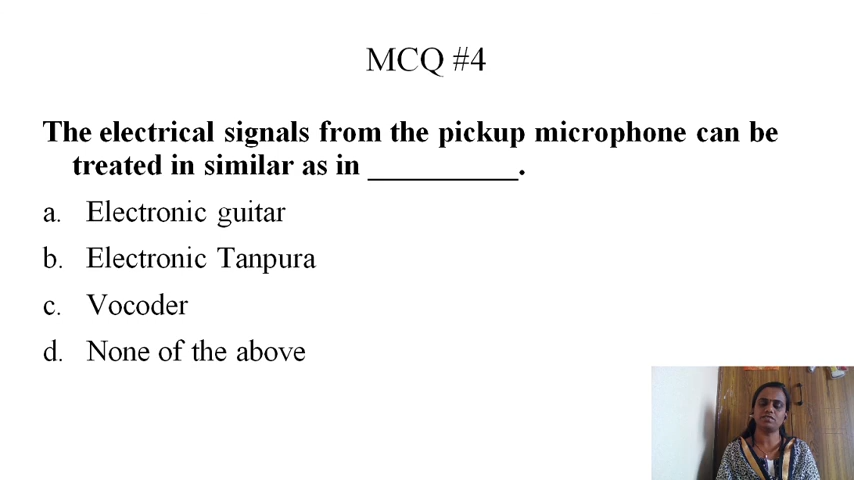 MCQ #4
The electrical signals from the pickup microphone can be
treated in similar as in __________.
a. Electronic guitar
b. Electronic Tanpura
c. Vocoder
d. None of the above